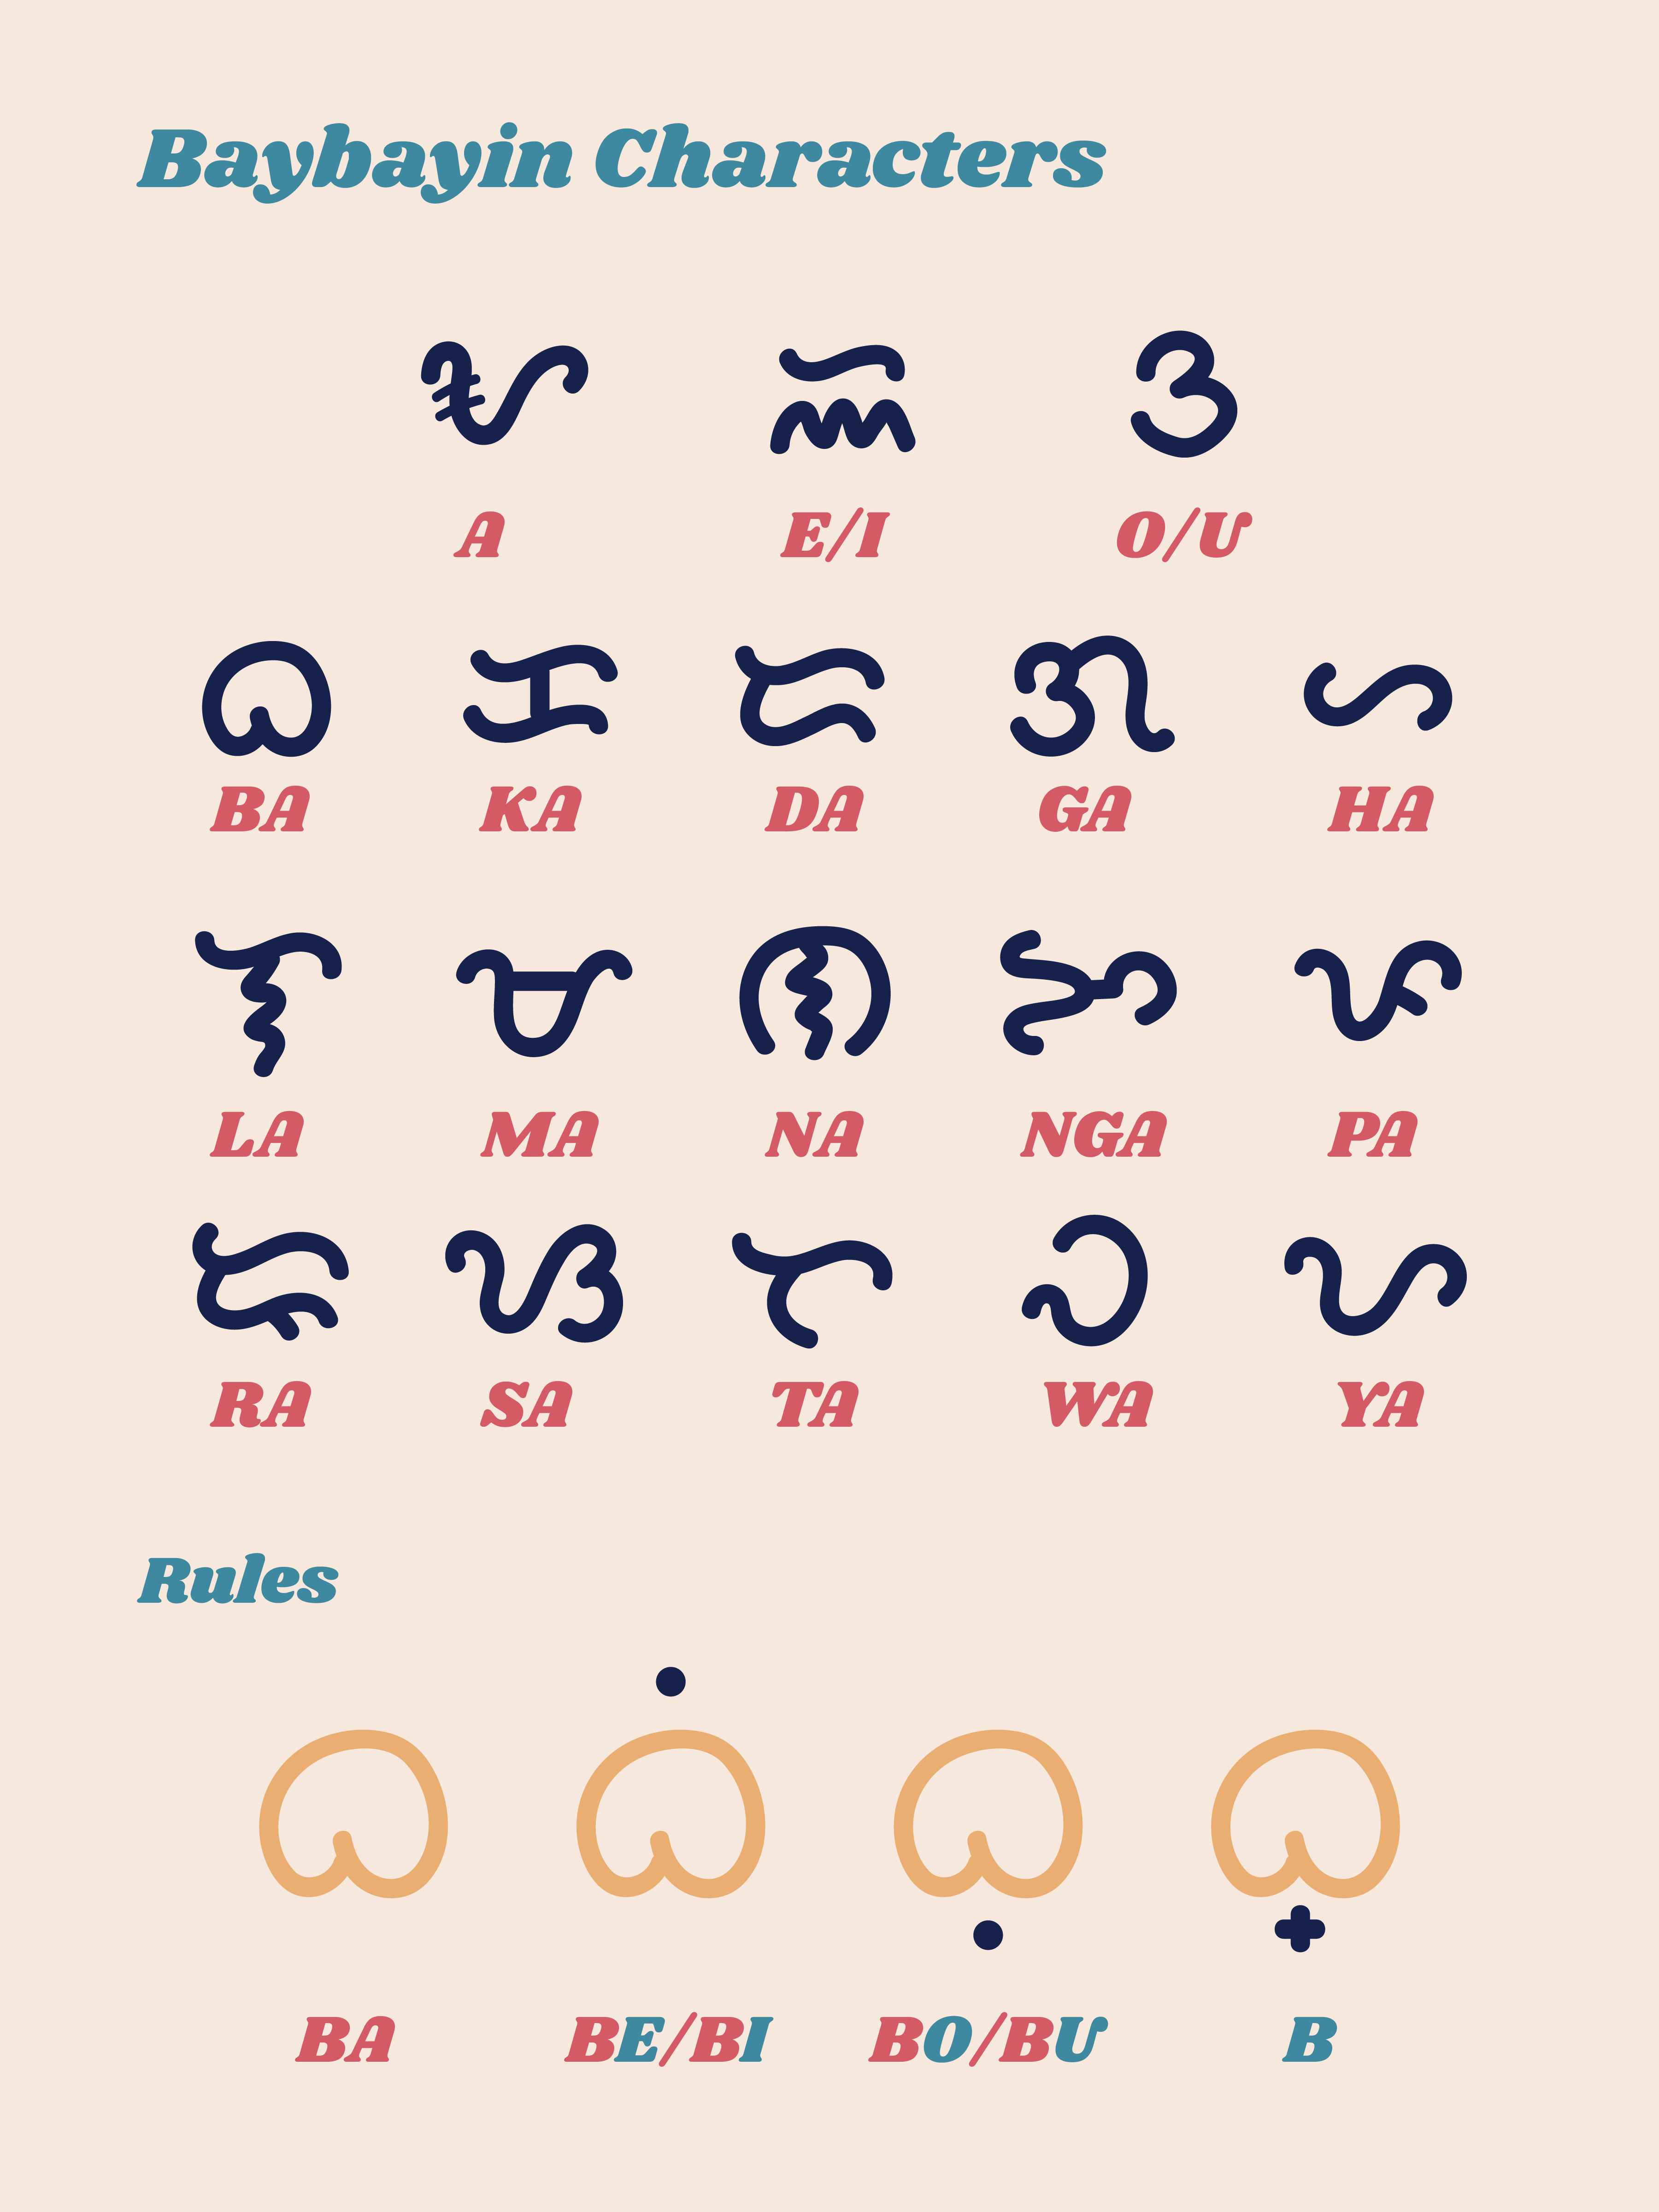 Baybayin Characters
ᜀ ᜁ ᜂ
A E/I O/U
ᜊ ᜃ ᜇ ᜄ ᜑ
BA KA DA GA HA
ᜎ ᜋ ᜈ ᜅ ᜉ
LA MA NA NGA PA
ᜍ ᜐ ᜆ ᜏ ᜌ
RA SA TA WA YA
Rules
ᜊ ᜊᜒ ᜊᜓ ᜊ᜔
BA BE/BI BO/BU B